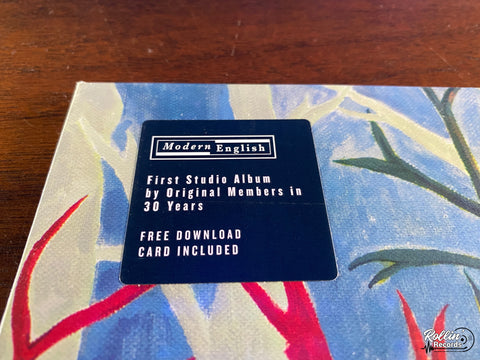 Modern English
First Studio Album
by Original Members in
30 Years
FREE DOWNLOAD
CARD INCLUDED
Rollin'
Records